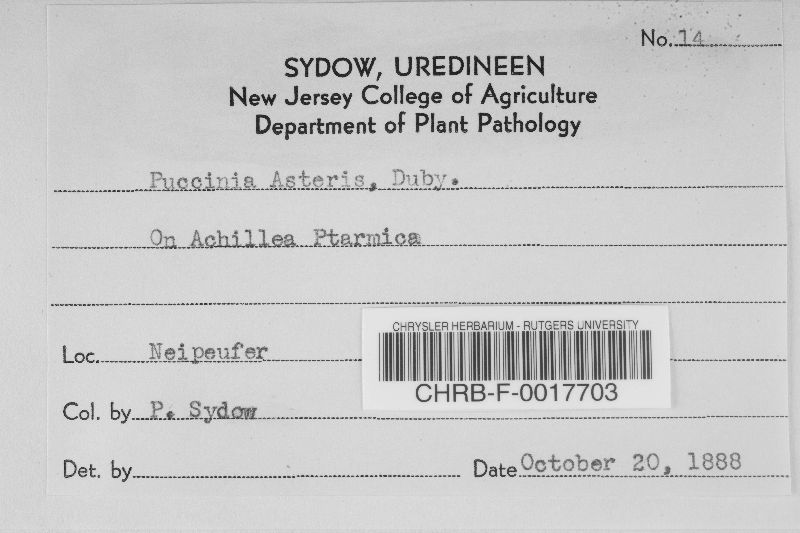 No. 14
SYDOW, UREDINEEN
New Jersey College of Agriculture
Department of Plant Pathology
Puccinia Asteris, Duby.
On Achillea Ptarmica
Loc. Neipeufer
CHRYSLER HERBARIUM - RUTGERS UNIVERSITY
CHRB-F-0017703
Col. by P. Sydow
Det. by
Date October 20, 1888